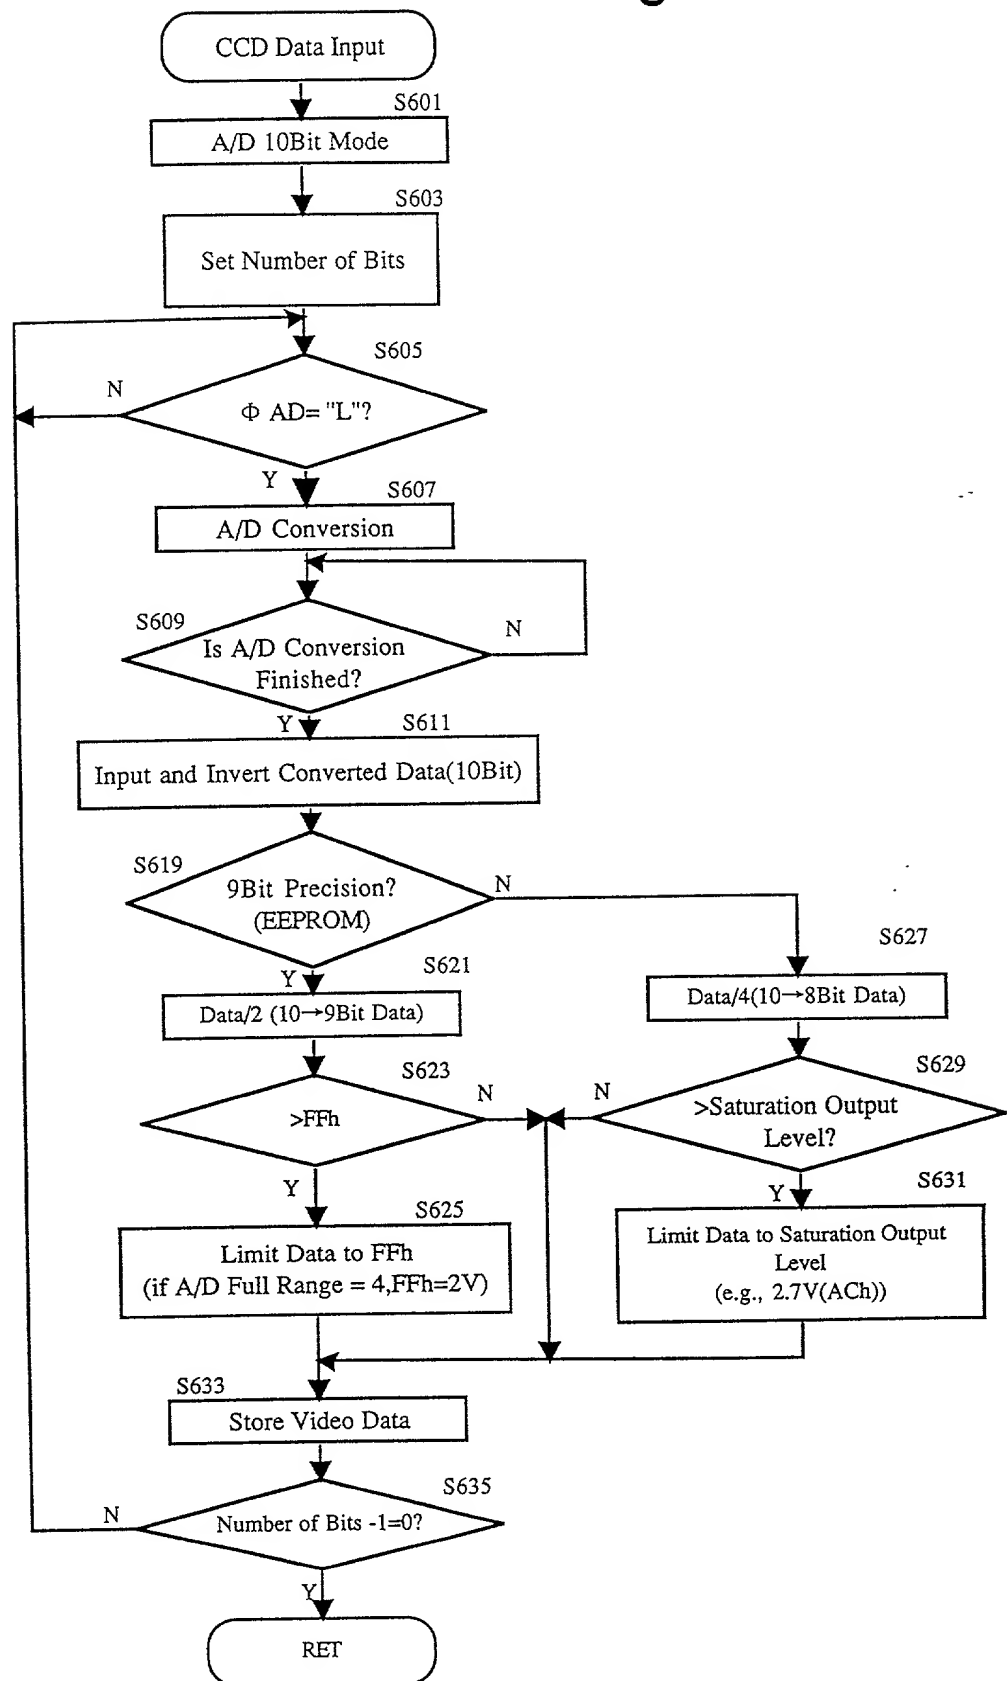 g
CCD Data Input
S601
A/D 10Bit Mode
S603
Set Number of Bits
S605
N
Φ AD= "L"?
Y
S607
A/D Conversion
S609
Is A/D Conversion
Finished?
N
Y
S611
Input and Invert Converted Data(10Bit)
S619
9Bit Precision?
(EEPROM)
N
Y
S621
Data/2 (10→9Bit Data)
S627
Data/4(10→8Bit Data)
S623
>FFh
N
S629
N
>Saturation Output
Level?
Y
S625
Limit Data to FFh
(if A/D Full Range = 4,FFh=2V)
Y
S631
Limit Data to Saturation Output
Level
(e.g., 2.7V(ACh))
S633
Store Video Data
S635
N
Number of Bits -1=0?
Y
RET